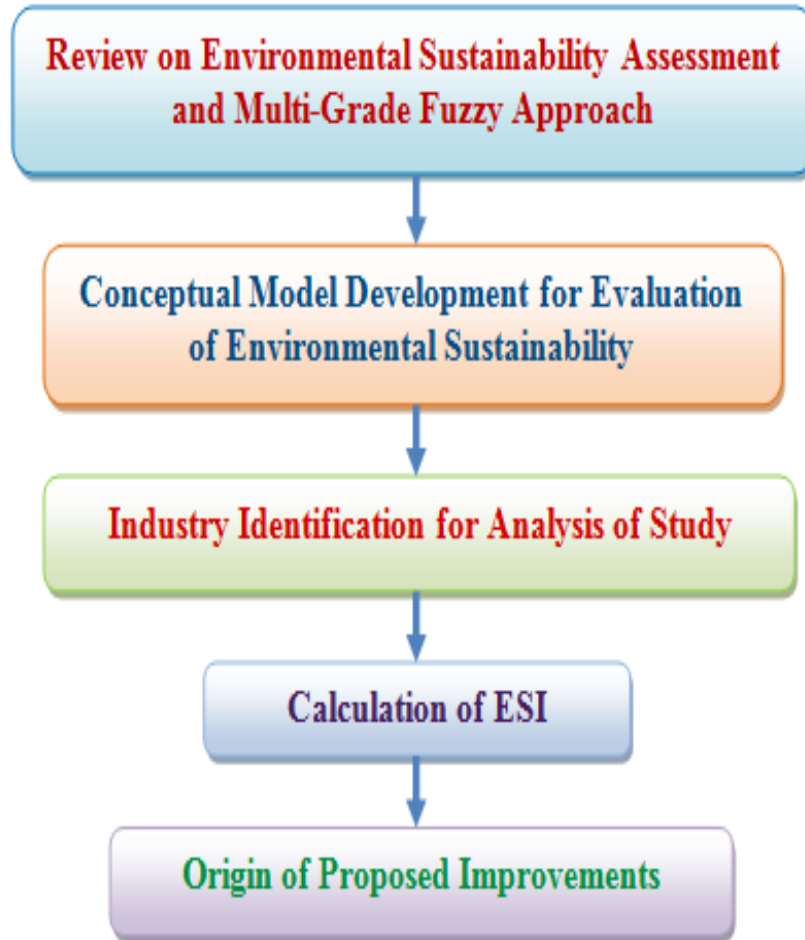 Review on Environmental Sustainability Assessment
and Multi-Grade Fuzzy Approach
Conceptual Model Development for Evaluation
of Environmental Sustainability
Industry Identification for Analysis of Study
Calculation of ESI
Origin of Proposed Improvements